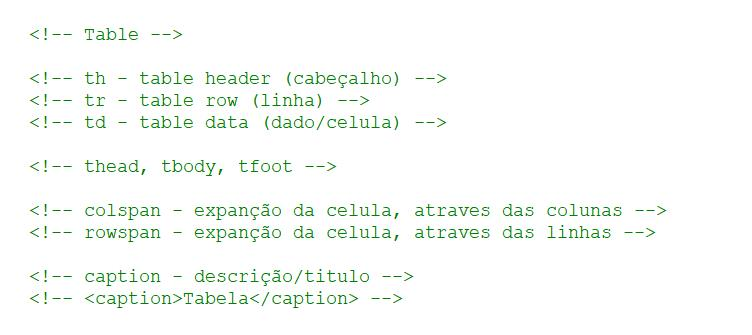 <!-- Table -->
<!-- th - table header (cabeçalho) -->
<!-- tr - table row (linha) -->
<!-- td - table data (dado/celula) -->
<!-- thead, tbody, tfoot -->
<!-- colspan - expanção da celula, atraves das colunas -->
<!-- rowspan - expanção da celula, atraves das linhas -->
<!-- caption - descrição/titulo -->
<!-- <caption>Tabela</caption> -->